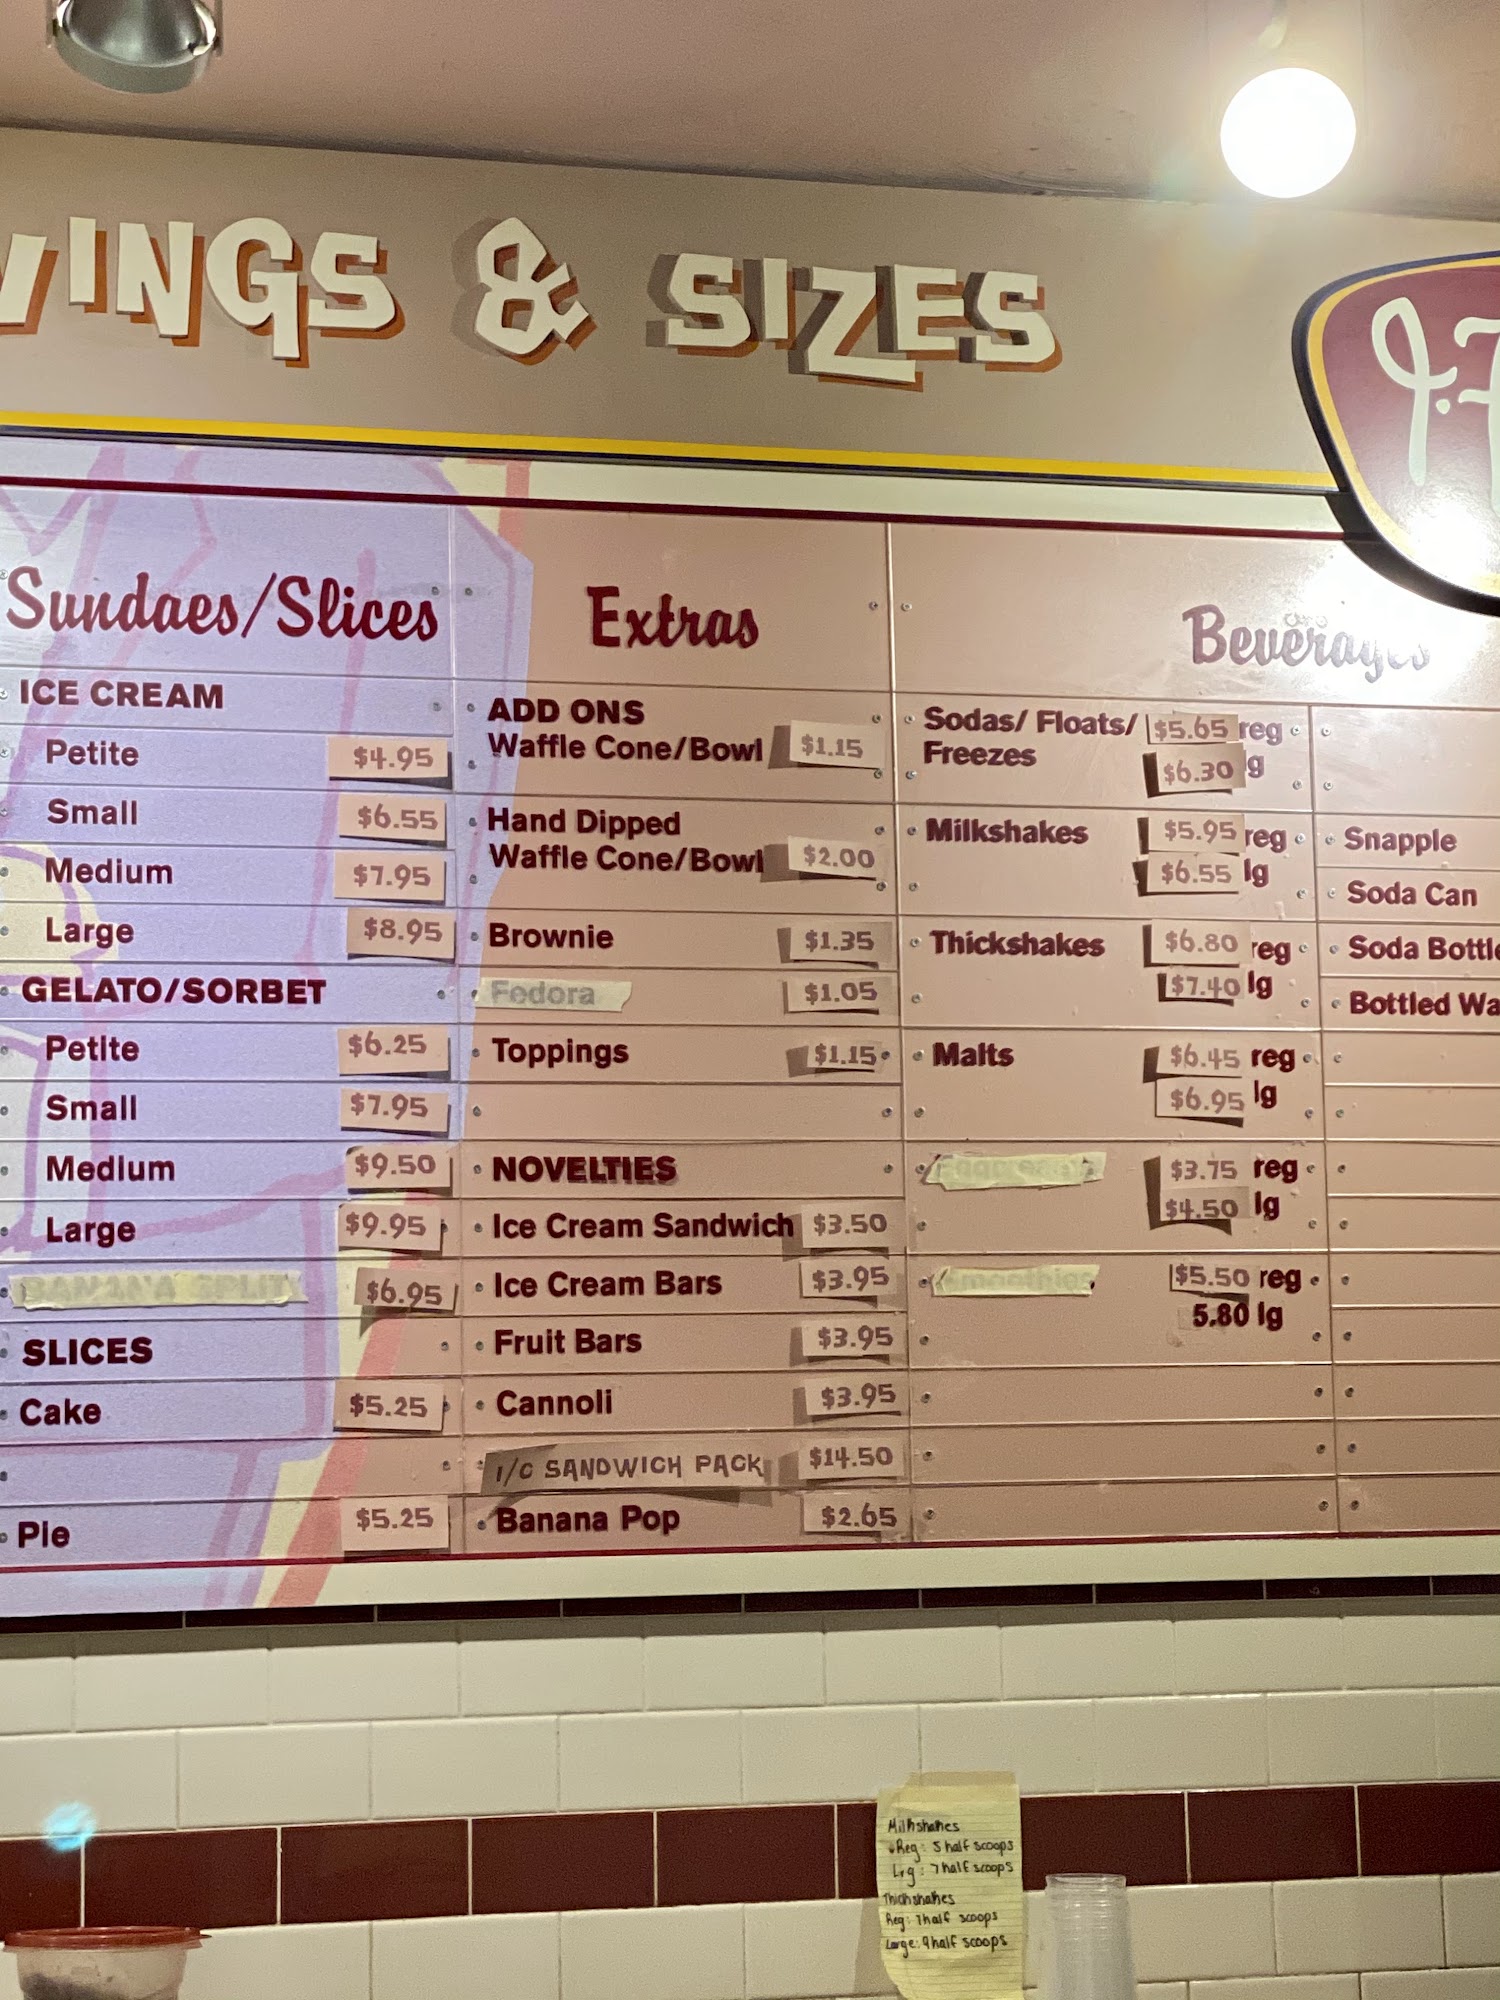 INGS & SIZES
J.
Sundaes/Slices
ICE CREAM
Petite $4.95
Small $6.55
Medium $7.95
Large $8.95
GELATO/SORBET
Petite $6.25
Small $7.95
Medium $9.50
Large $9.95
BANANA SPLIT $6.95
SLICES
Cake $5.25
Pie $5.25
Extras
ADD ONS
Waffle Cone/Bowl $1.15
Hand Dipped
Waffle Cone/Bowl $2.00
Brownie $1.35
Fedora $1.05
Toppings $1.15
NOVELTIES
Ice Cream Sandwich $3.50
Ice Cream Bars $3.95
Fruit Bars $3.95
Cannoli $3.95
I/C SANDWICH PACK $14.50
Banana Pop $2.65
Beverages
Sodas/ Floats/ $5.65 reg
Freezes $6.30 lg
Milkshakes $5.95 reg
$6.55 lg
Thickshakes $6.80 reg
$7.40 lg
Malts $6.45 reg
$6.95 lg
$3.75 reg
$4.50 lg
Smoothies $5.50 reg
5.80 lg
Snapple
Soda Can
Soda Bottle
Bottled Wa
Milkshakes
Reg: 5 half scoops
Lrg: 7 half scoops
Thickshakes
Reg: 7 half scoops
Large: 9 half scoops